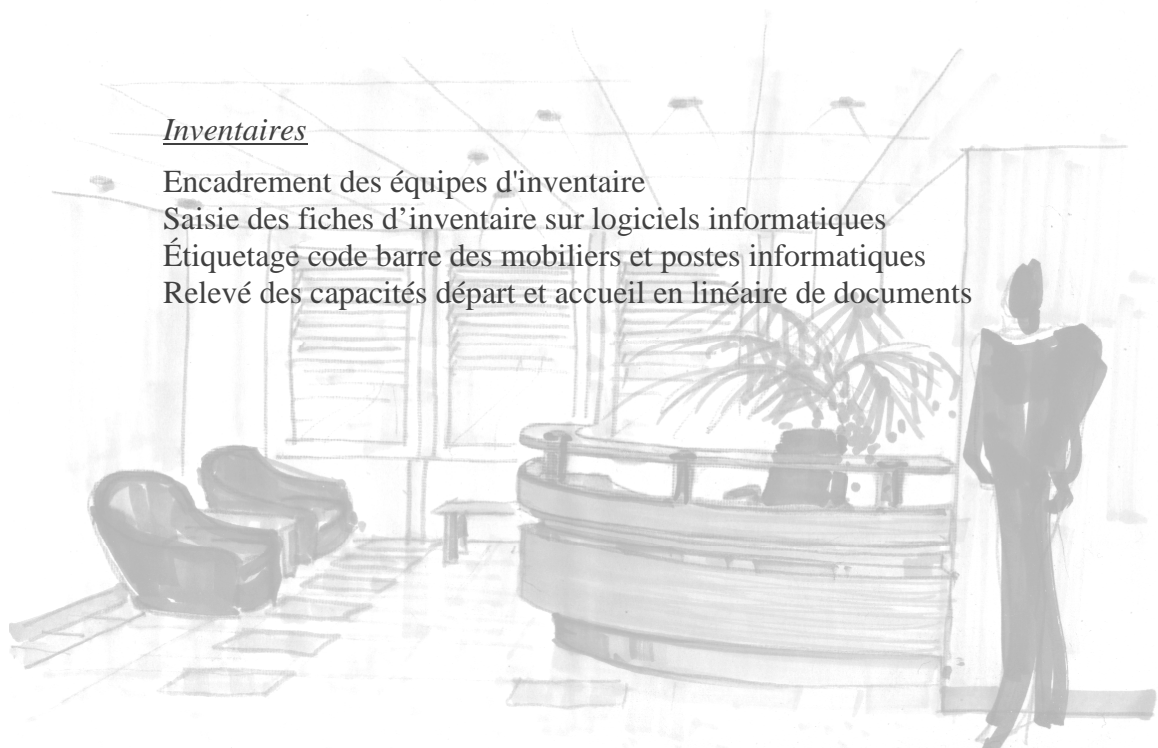 Inventaires
Encadrement des équipes d'inventaire
Saisie des fiches d’inventaire sur logiciels informatiques
Étiquetage code barre des mobiliers et postes informatiques
Relevé des capacités départ et accueil en linéaire de documents